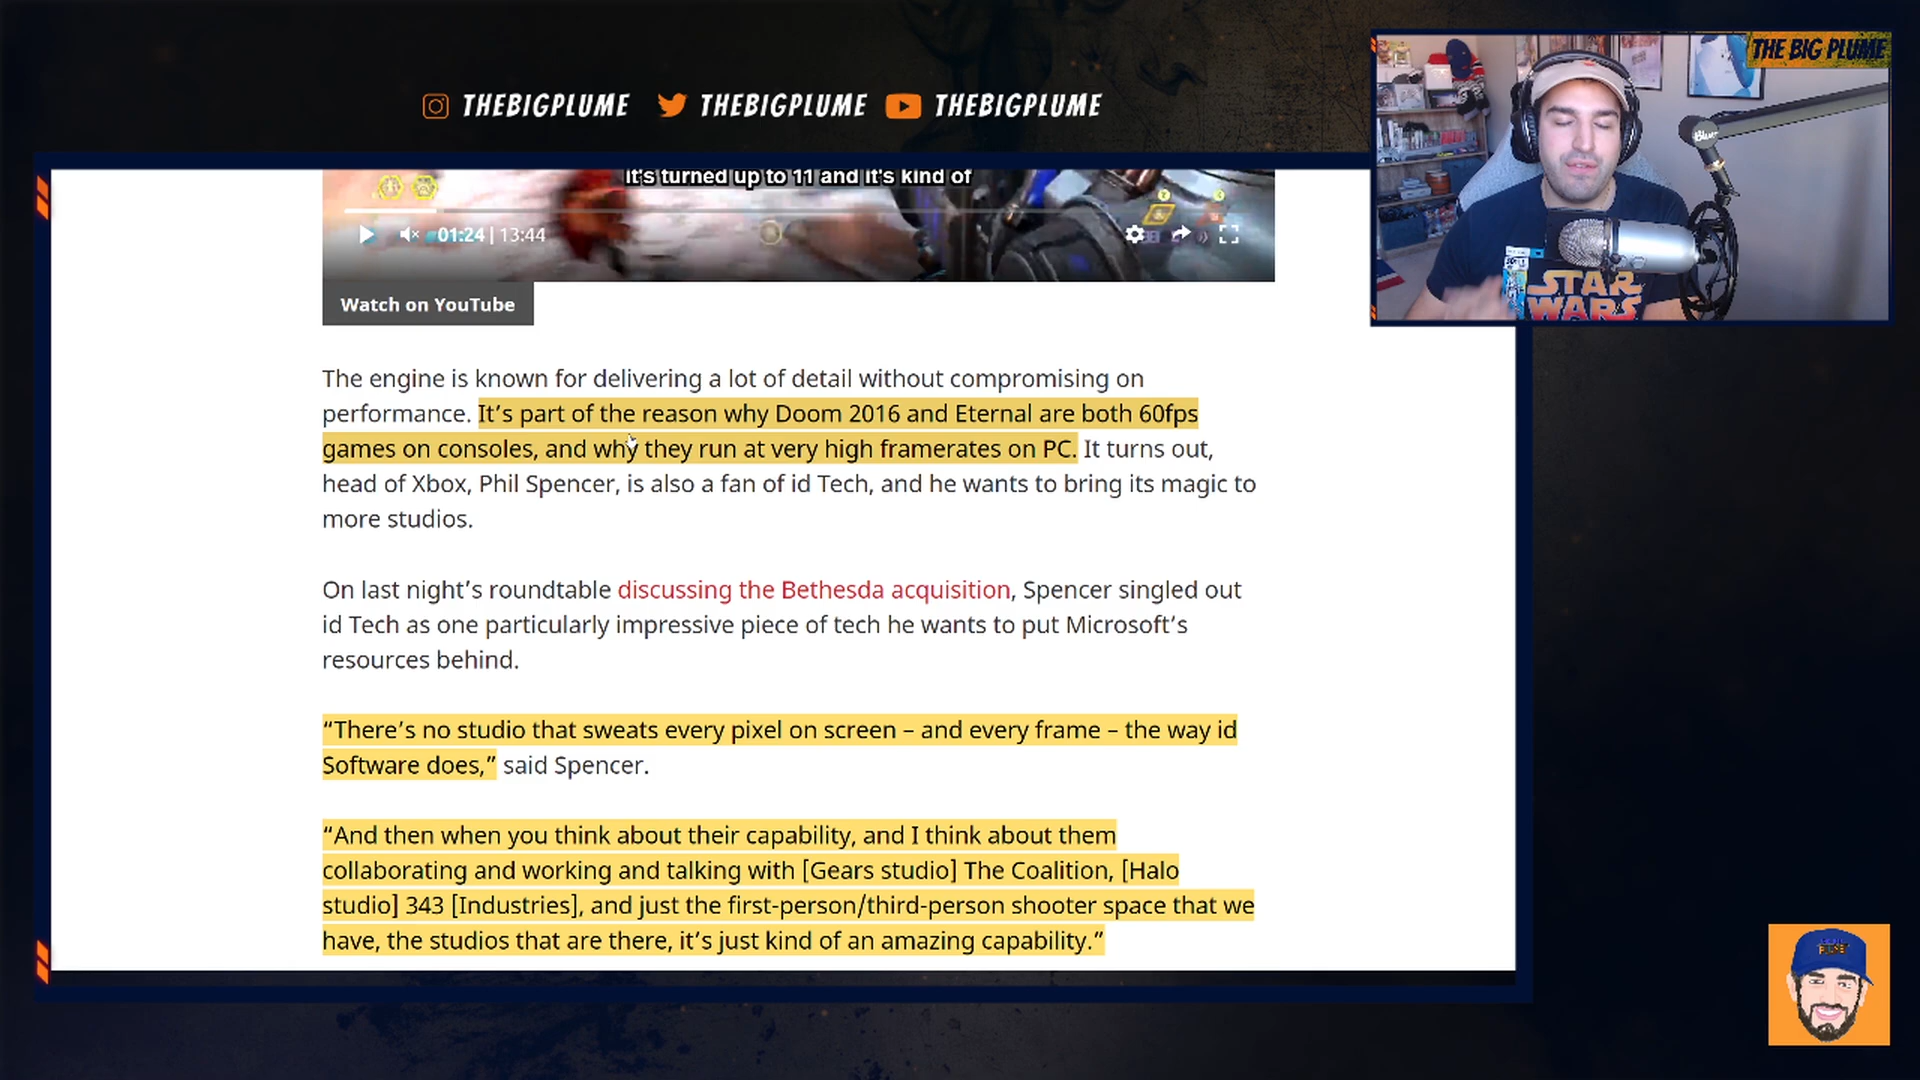 THE BIG PLUME
THEBIGPLUME THEBIGPLUME THEBIGPLUME
it's turned up to 11 and it's kind of
01:24 | 13:44
Watch on YouTube
Blue
STAR
WARS
The engine is known for delivering a lot of detail without compromising on
performance. It’s part of the reason why Doom 2016 and Eternal are both 60fps
games on consoles, and why they run at very high framerates on PC. It turns out,
head of Xbox, Phil Spencer, is also a fan of id Tech, and he wants to bring its magic to
more studios.
On last night’s roundtable discussing the Bethesda acquisition, Spencer singled out
id Tech as one particularly impressive piece of tech he wants to put Microsoft’s
resources behind.
“There’s no studio that sweats every pixel on screen – and every frame – the way id
Software does,” said Spencer.
“And then when you think about their capability, and I think about them
collaborating and working and talking with [Gears studio] The Coalition, [Halo
studio] 343 [Industries], and just the first-person/third-person shooter space that we
have, the studios that are there, it’s just kind of an amazing capability.”